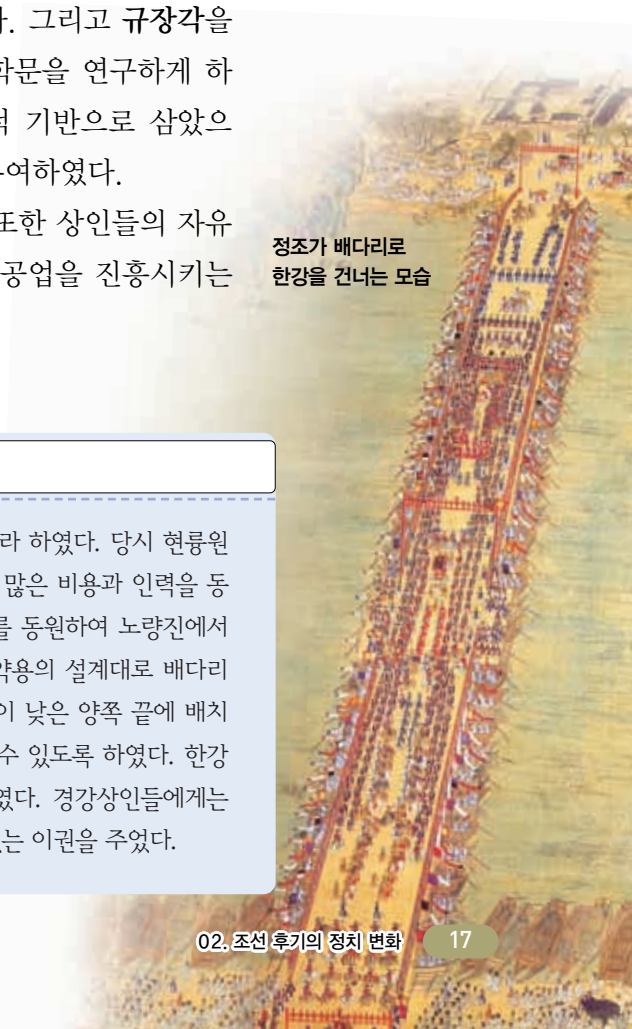 . 그리고 규장각을
학문을 연구하게 하
기반으로 삼았으
여하였다.
또한 상인들의 자유
공업을 진흥시키는
정조가 배다리로
한강을 건너는 모습
라 하였다. 당시 현륭원
많은 비용과 인력을 동
를 동원하여 노량진에서
약용의 설계대로 배다리
이 낮은 양쪽 끝에 배치
수 있도록 하였다. 한강
였다. 경강상인들에게는
는 이권을 주었다.
02. 조선 후기의 정치 변화 17